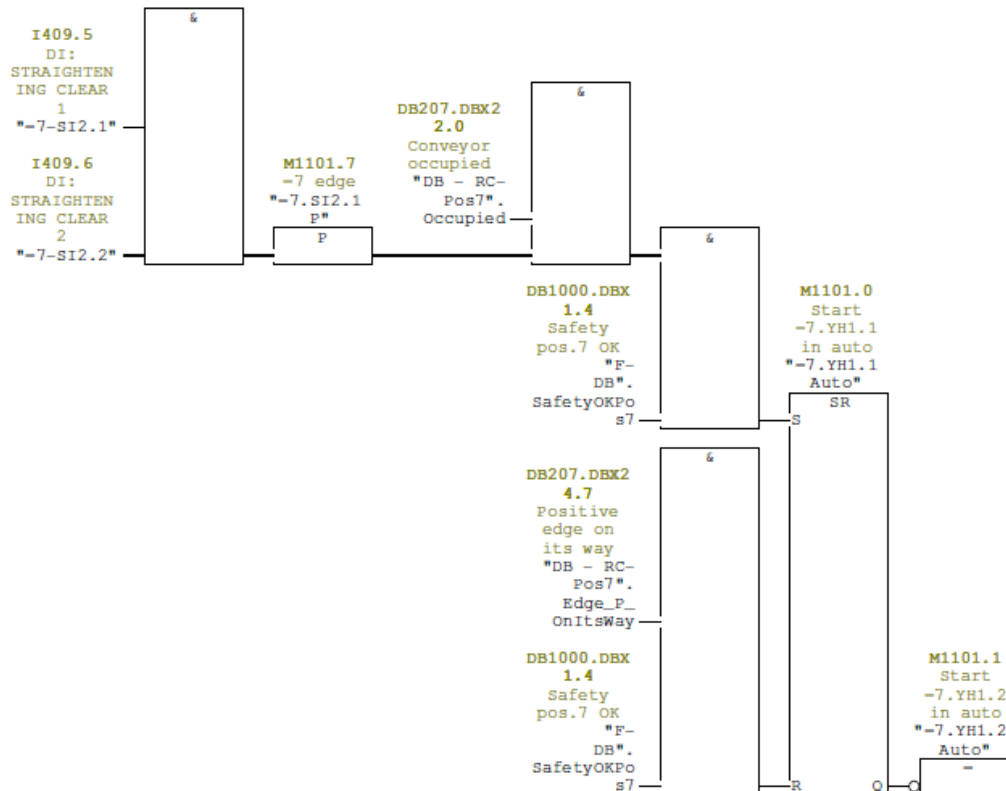 &
I409.5
DI:
STRAIGHTEN
ING CLEAR
1
"=7-SI2.1"
I409.6
DI:
STRAIGHTEN
ING CLEAR
2
"=7-SI2.2"
M1101.7
=7 edge
"=7.SI2.1
P"
P
DB207.DBX2
2.0
Conveyor
occupied
"DB - RC-
Pos7".
Occupied
&
DB1000.DBX
1.4
Safety
pos.7 OK
"F-
DB".
SafetyOKPo
s7
&
M1101.0
Start
=7.YH1.1
in auto
"=7.YH1.1
Auto"
SR
S
DB207.DBX2
4.7
Positive
edge on
its way
"DB - RC-
Pos7".
Edge_P_
OnItsWay
&
DB1000.DBX
1.4
Safety
pos.7 OK
"F-
DB".
SafetyOKPo
s7
R
Q
M1101.1
Start
=7.YH1.2
in auto
"=7.YH1.2
Auto"
=